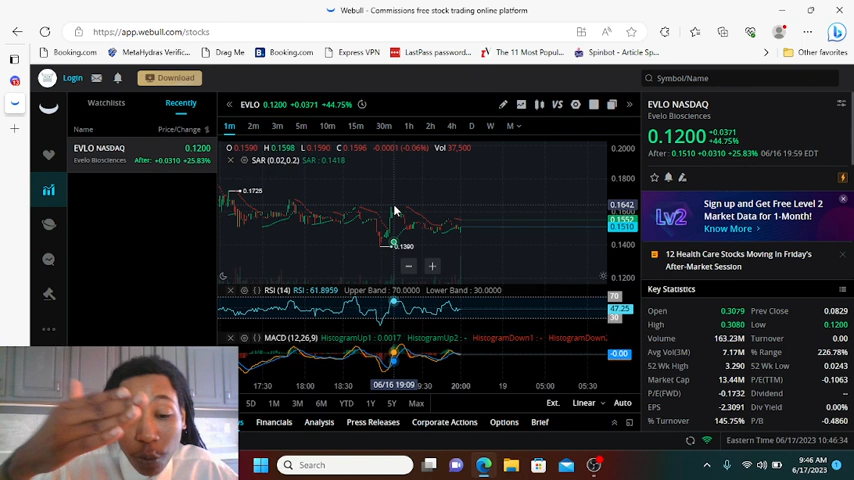 Webull - Commissions free stock trading online platform
https://app.webull.com/stocks
Booking.com
MetaHydras Verific...
Drag Me
Booking.com
Express VPN
LastPass password...
The 11 Most Popul...
Spinbot - Article Sp...
Other favorites
Login
Download
Symbol/Name
Watchlists
Recently
Name
Price/Change
EVLO NASDAQ
0.1200
Evelo Biosciences
After: +0.0310 +25.83%
EVLO 0.1200 +0.0371 +44.75%
1m 2m 3m 5m 10m 15m 30m 1h 2h 4h D W M
O 0.1590 H 0.1598 L 0.1590 C 0.1596 -0.0001 (-0.06%) Vol 37,500
SAR (0.02,0.2) SAR : 0.1418
0.1725
0.1390
0.2000
0.1800
0.1642
0.1600
0.1552
0.1510
0.1400
0.1200
RSI (14) RSI : 61.8959 Upper Band : 70.0000 Lower Band : 30.0000
70
47.25
30
MACD (12,26,9) HistogramUp1 : 0.0017 HistogramUp2 : - HistogramDown1 : - HistogramDown2
-0.00
17:30 18:00 18:30 06/16 19:09 9:30 20:00 19 05:00 05:30
5D 1M 3M 6M YTD 1Y 5Y Max
Ext. Linear Auto
Financials Analysis Press Releases Corporate Actions Options Brief
EVLO NASDAQ
Evelo Biosciences
0.1200 +0.0371
+44.75%
After : 0.1510 +0.0310 +25.83% 06/16 19:59 EDT
Lv2
Sign up and Get Free Level 2
Market Data for 1-Month!
Know More >
12 Health Care Stocks Moving In Friday's
After-Market Session
Key Statistics
Open 0.3079 Prev Close 0.0829
High 0.3080 Low 0.1200
Volume 163.23M Turnover 0.00
Avg Vol(3M) 7.17M % Range 226.78%
52 Wk High 3.290 52 Wk Low 0.0243
Market Cap 13.44M P/E(TTM) -0.1063
P/E(FWD) -0.1732 Dividend --
EPS -2.3091 Div Yield 0.00%
% Turnover 145.75% P/B -0.4860
Eastern Time 06/17/2023 10:46:34
Search
9:46 AM
6/17/2023